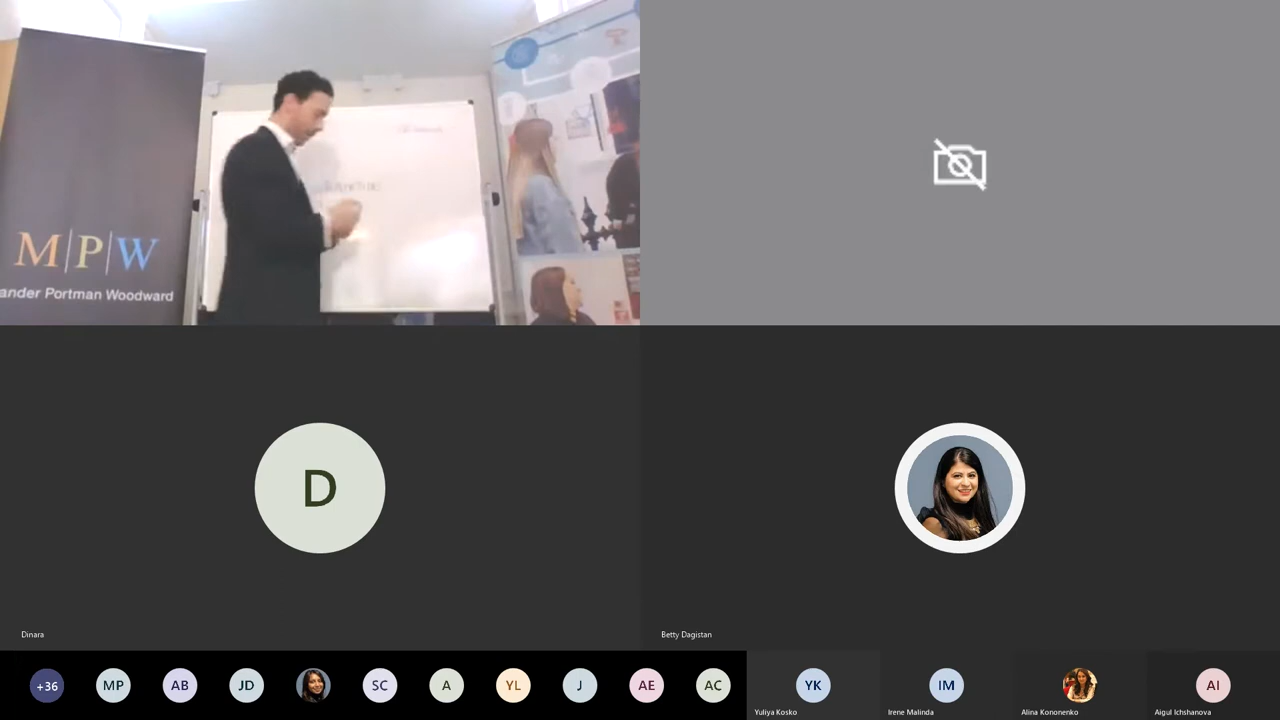 M|P|W
ander Portman Woodward
D
Dinara
Betty Dagistan
+36
MP
AB
JD
SC
A
YL
J
AE
AC
YK
Yuliya Kosko
IM
Irene Malinda
Alina Kononenko
AI
Aigul Ichshanova